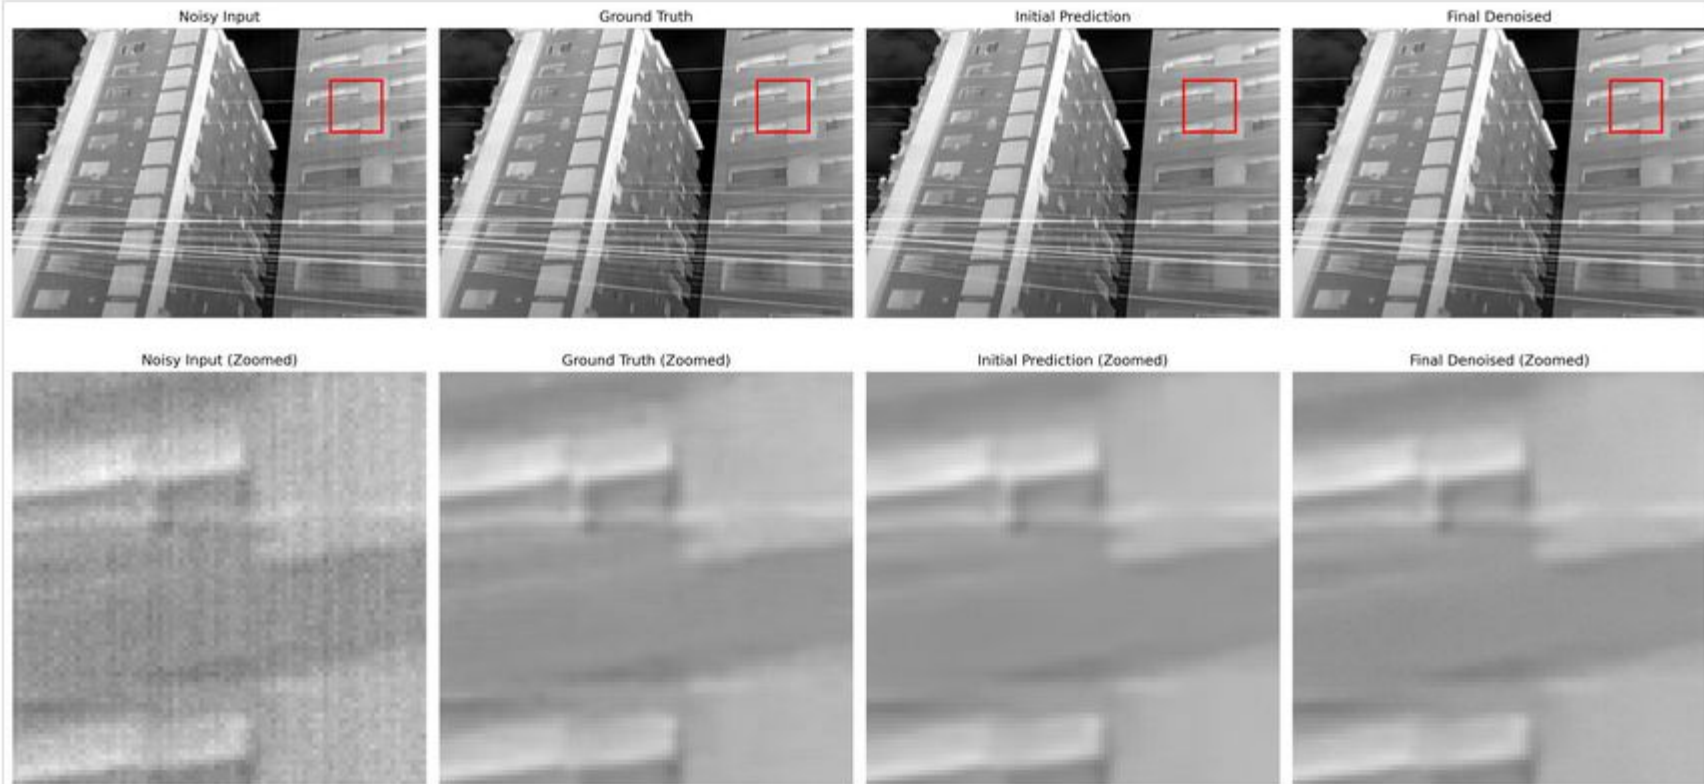 Noisy Input
Ground Truth
Initial Prediction
Final Denoised
Noisy Input (Zoomed)
Ground Truth (Zoomed)
Initial Prediction (Zoomed)
Final Denoised (Zoomed)